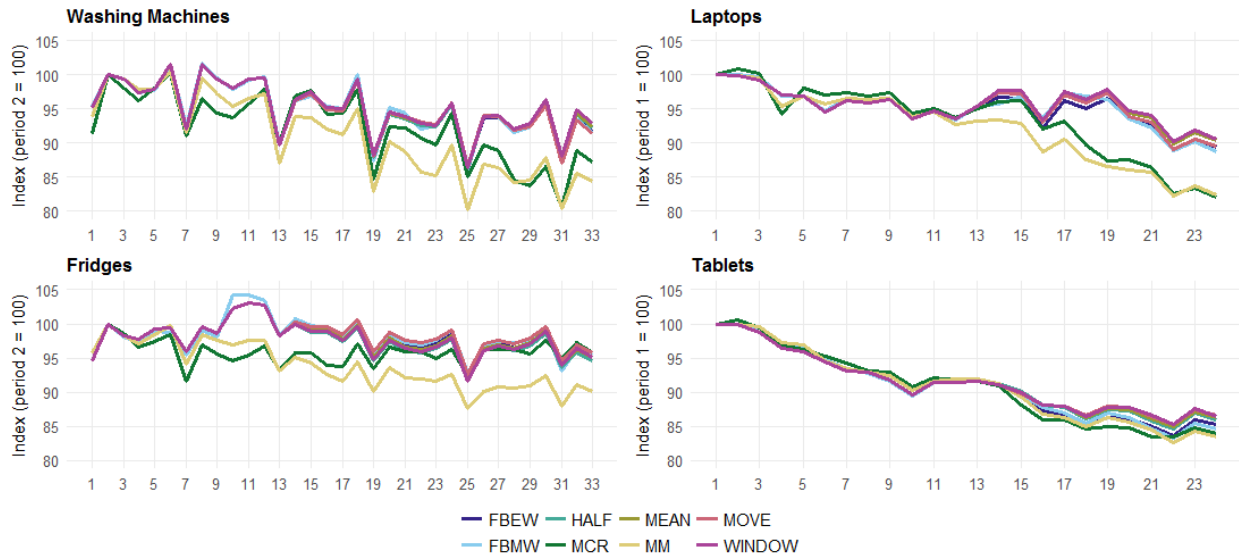 Washing Machines
Index (period 2 = 100)
105
100
95
90
85
80
1 3 5 7 9 11 13 15 17 19 21 23 25 27 29 31 33
Laptops
Index (period 1 = 100)
105
100
95
90
85
80
1 3 5 7 9 11 13 15 17 19 21 23
Fridges
Index (period 2 = 100)
105
100
95
90
85
80
1 3 5 7 9 11 13 15 17 19 21 23 25 27 29 31 33
Tablets
Index (period 1 = 100)
105
100
95
90
85
80
1 3 5 7 9 11 13 15 17 19 21 23
FBEW HALF MEAN MOVE
FBMW MCR MM WINDOW